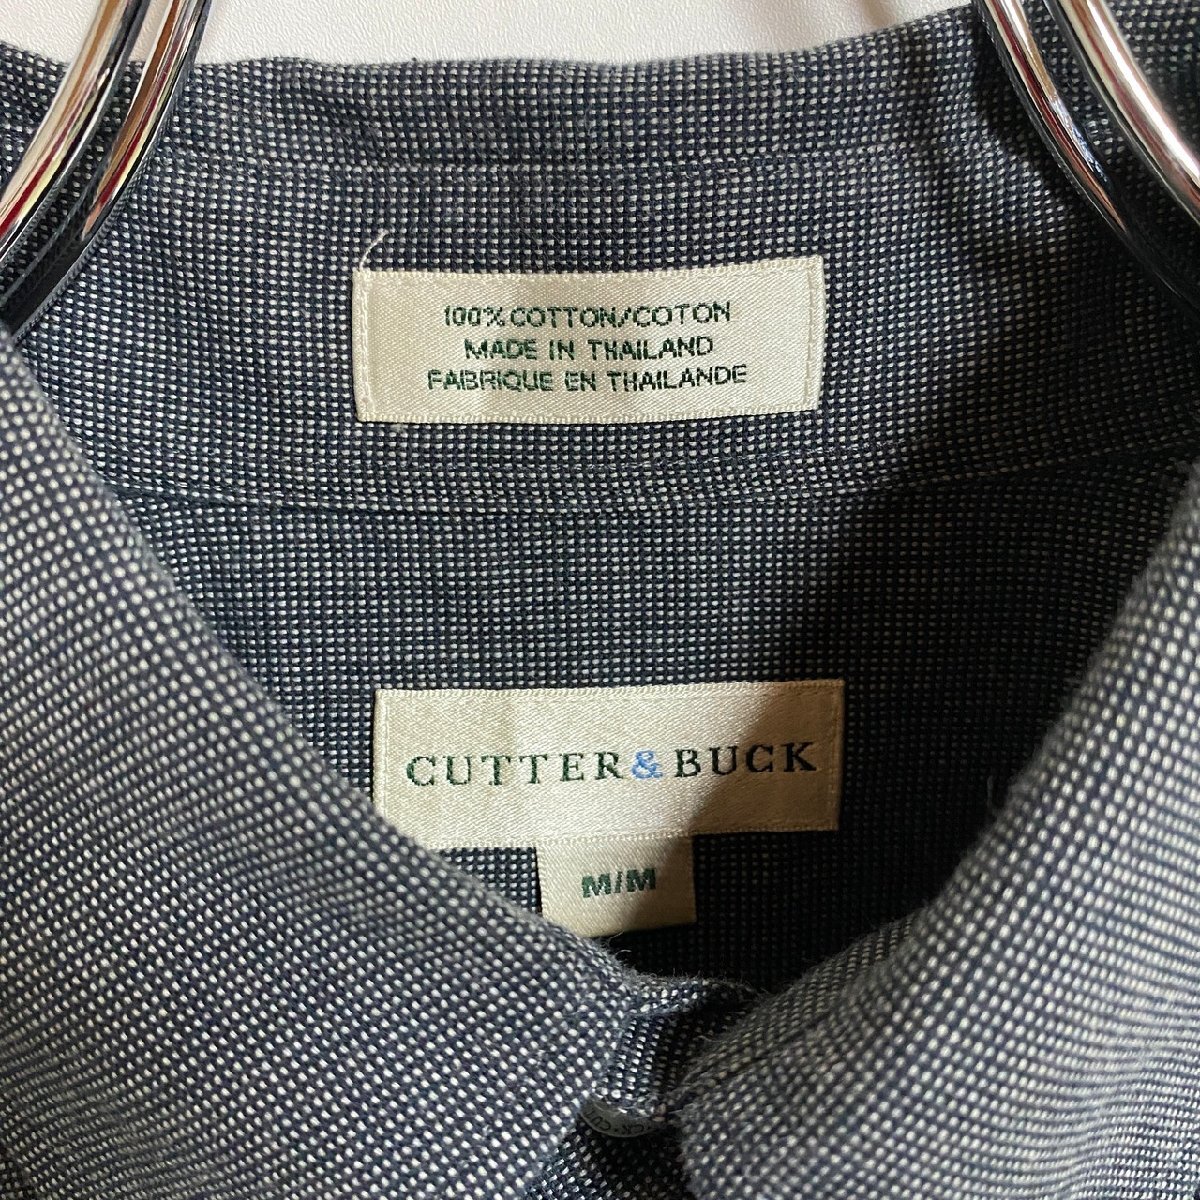 100% COTTON/COTON
MADE IN THAILAND
FABRIQUE EN THAILANDE
CUTTER & BUCK
M/M